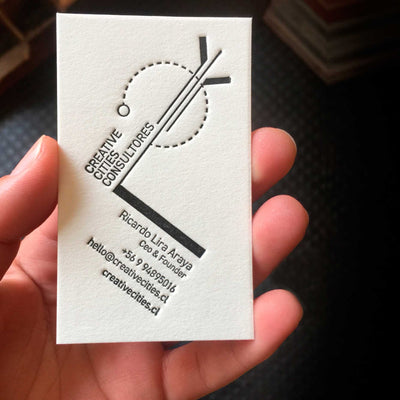 CREATIVE
CITIES
CONSULTORES
Ricardo Lira Araya
Ceo & Founder
+56 9 94895016
hello@creativecities.cl
creativecities.cl